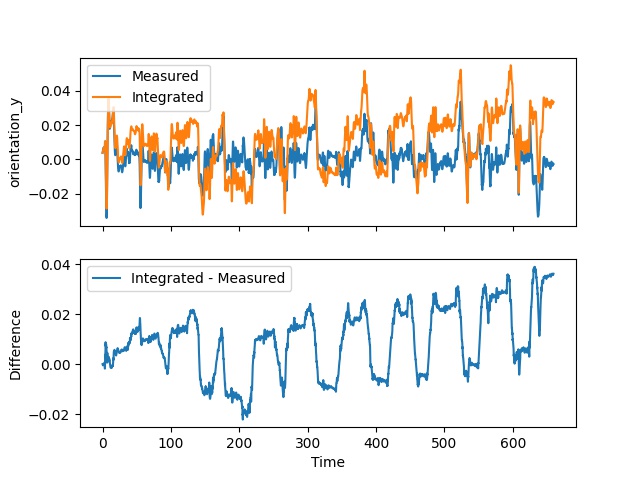 Measured
Integrated
orientation_y
0.04
0.02
0.00
−0.02
Integrated - Measured
Difference
0.04
0.02
0.00
−0.02
0 100 200 300 400 500 600
Time